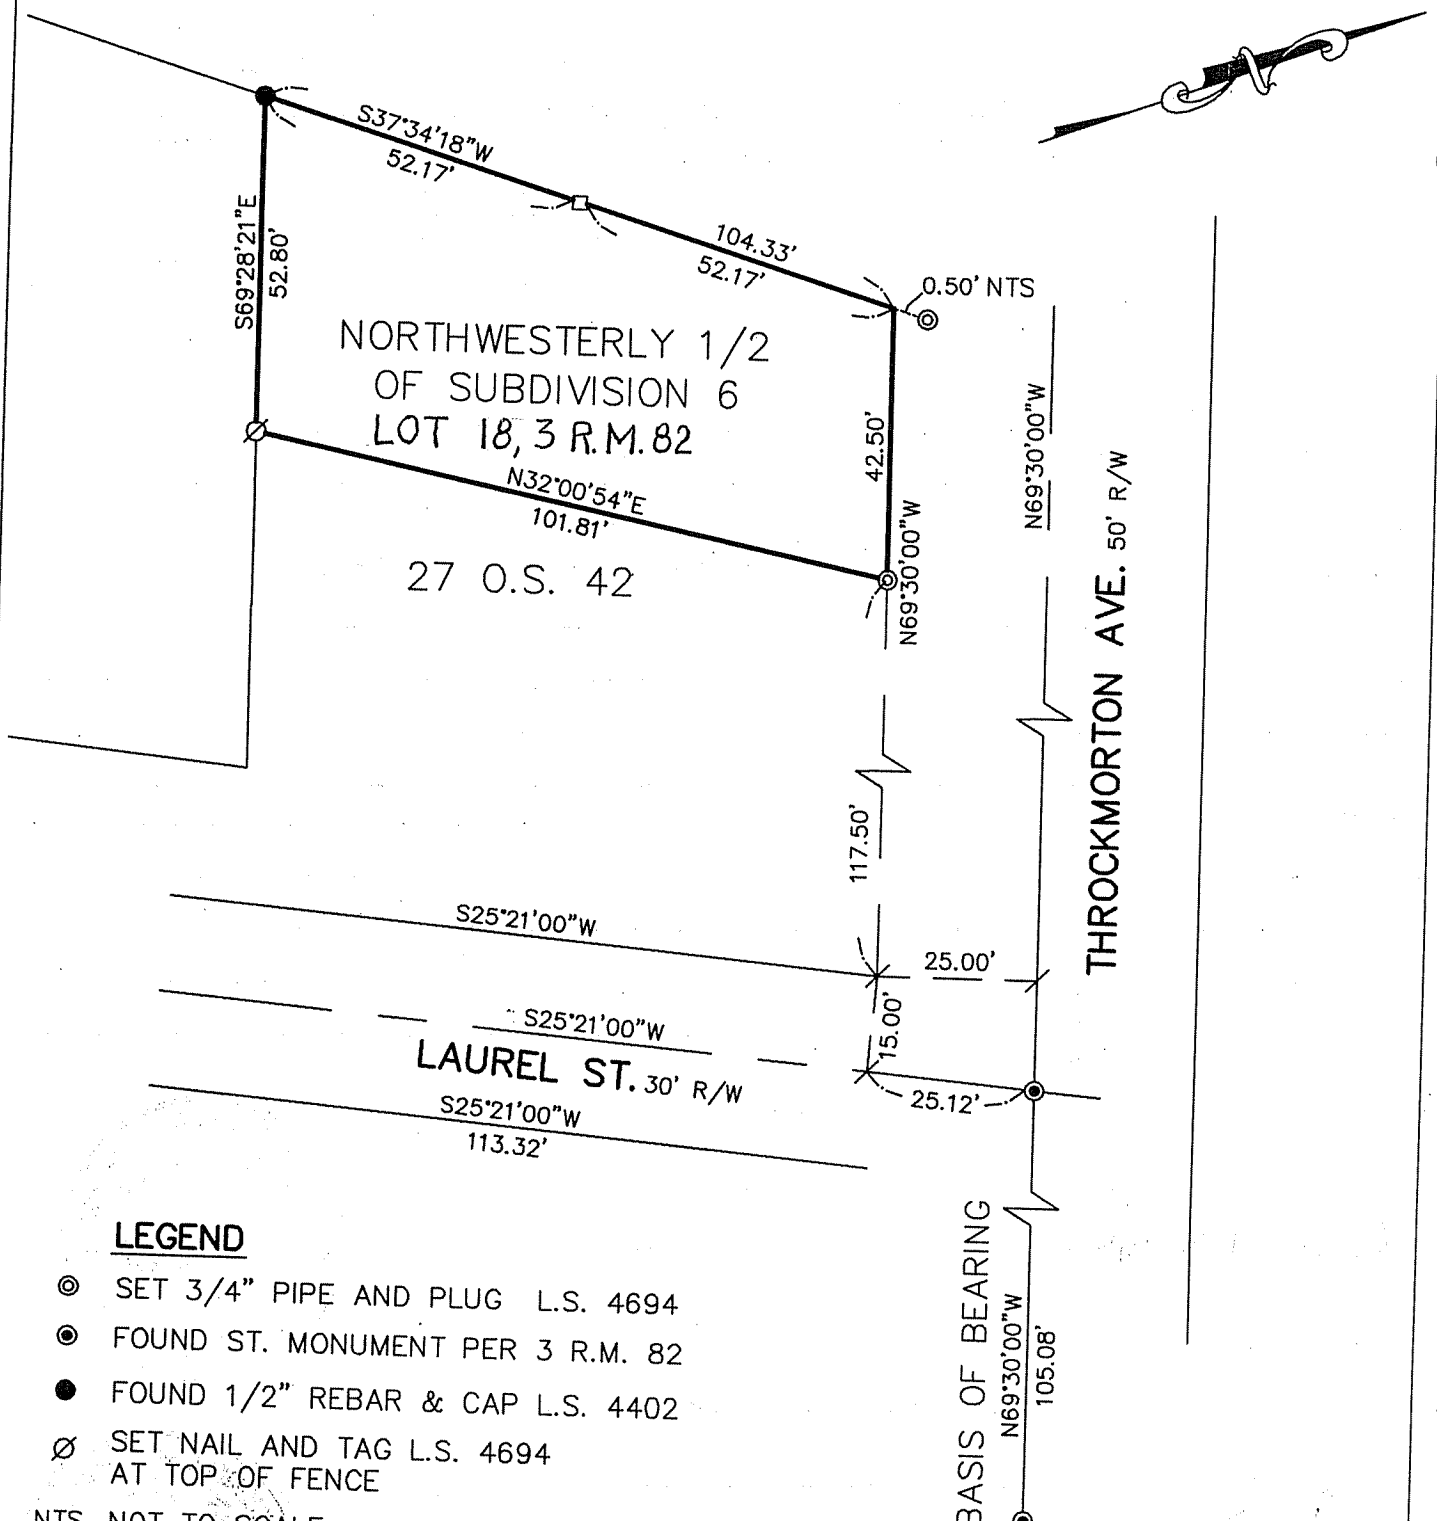 N
S37°34'18"W
52.17'
104.33'
52.17'
0.50' NTS
S69°28'21"E
52.80'
NORTHWESTERLY 1/2
OF SUBDIVISION 6
LOT 18, 3 R.M. 82
42.50'
N69°30'00"W
N32°00'54"E
101.81'
N69°30'00"W
27 O.S. 42
THROCKMORTON AVE. 50' R/W
117.50'
S25°21'00"W
25.00'
15.00'
S25°21'00"W
LAUREL ST. 30' R/W
25.12'
S25°21'00"W
113.32'
BASIS OF BEARING
N69°30'00"W
105.08'
LEGEND
SET 3/4" PIPE AND PLUG L.S. 4694
FOUND ST. MONUMENT PER 3 R.M. 82
FOUND 1/2" REBAR & CAP L.S. 4402
SET NAIL AND TAG L.S. 4694
AT TOP OF FENCE
NTS NOT TO SCALE